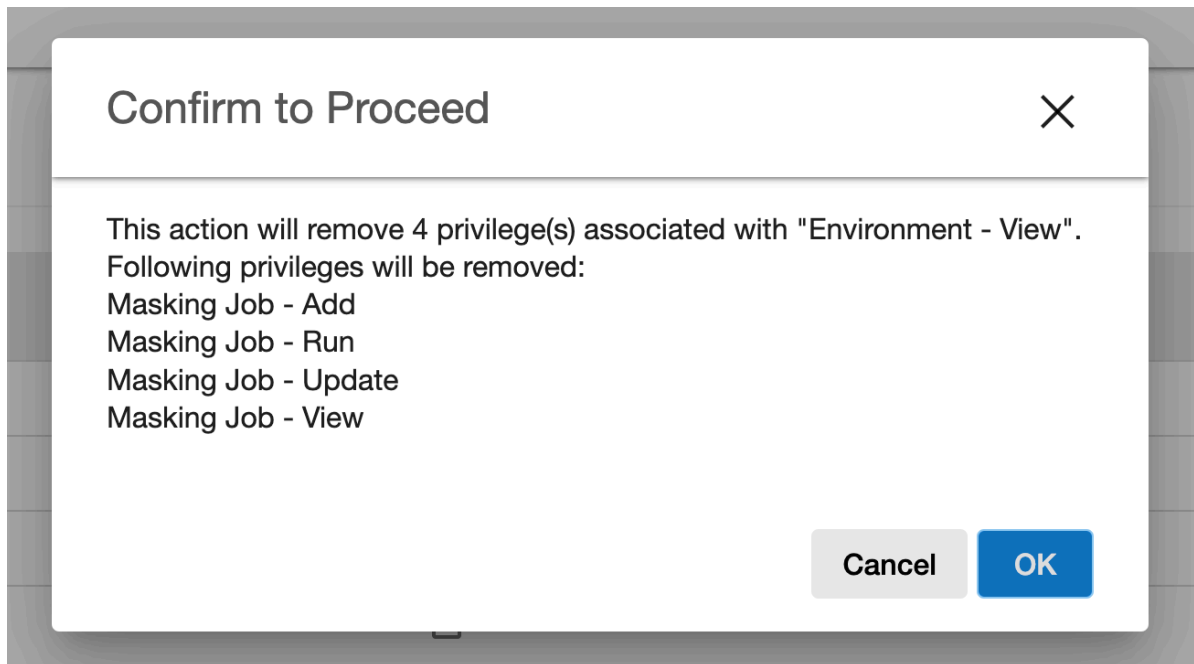 Confirm to Proceed
This action will remove 4 privilege(s) associated with "Environment - View".
Following privileges will be removed:
Masking Job - Add
Masking Job - Run
Masking Job - Update
Masking Job - View
Cancel
OK